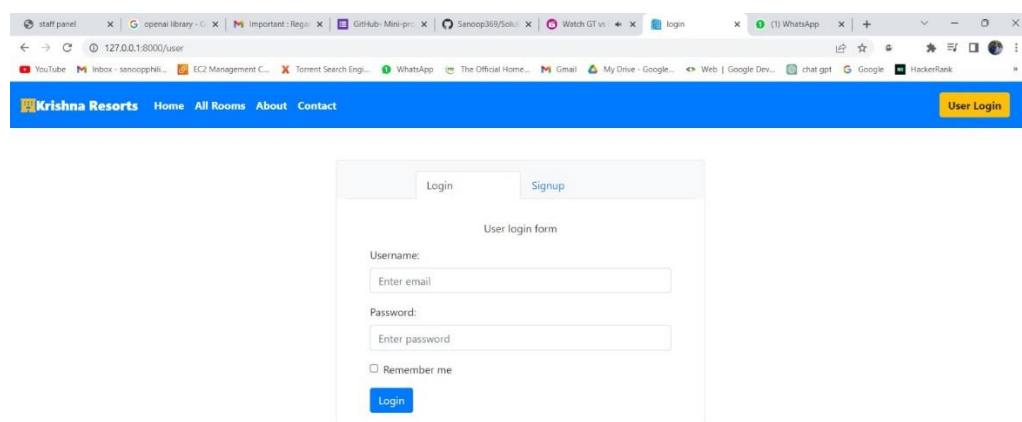 staff panel
openai library - G
Important : Regar
GitHub- Mini-pro
Sanoop369/Soluti
Watch GT vs
login
(1) WhatsApp
127.0.0.1:8000/user
YouTube
Inbox - sanoopphili...
EC2 Management C...
Torrent Search Engi...
WhatsApp
The Official Home...
Gmail
My Drive - Google...
Web | Google Dev...
chat gpt
Google
HackerRank
»
Krishna Resorts Home All Rooms About Contact
User Login
Login Signup
User login form
Username:
Enter email
Password:
Enter password
Remember me
Login